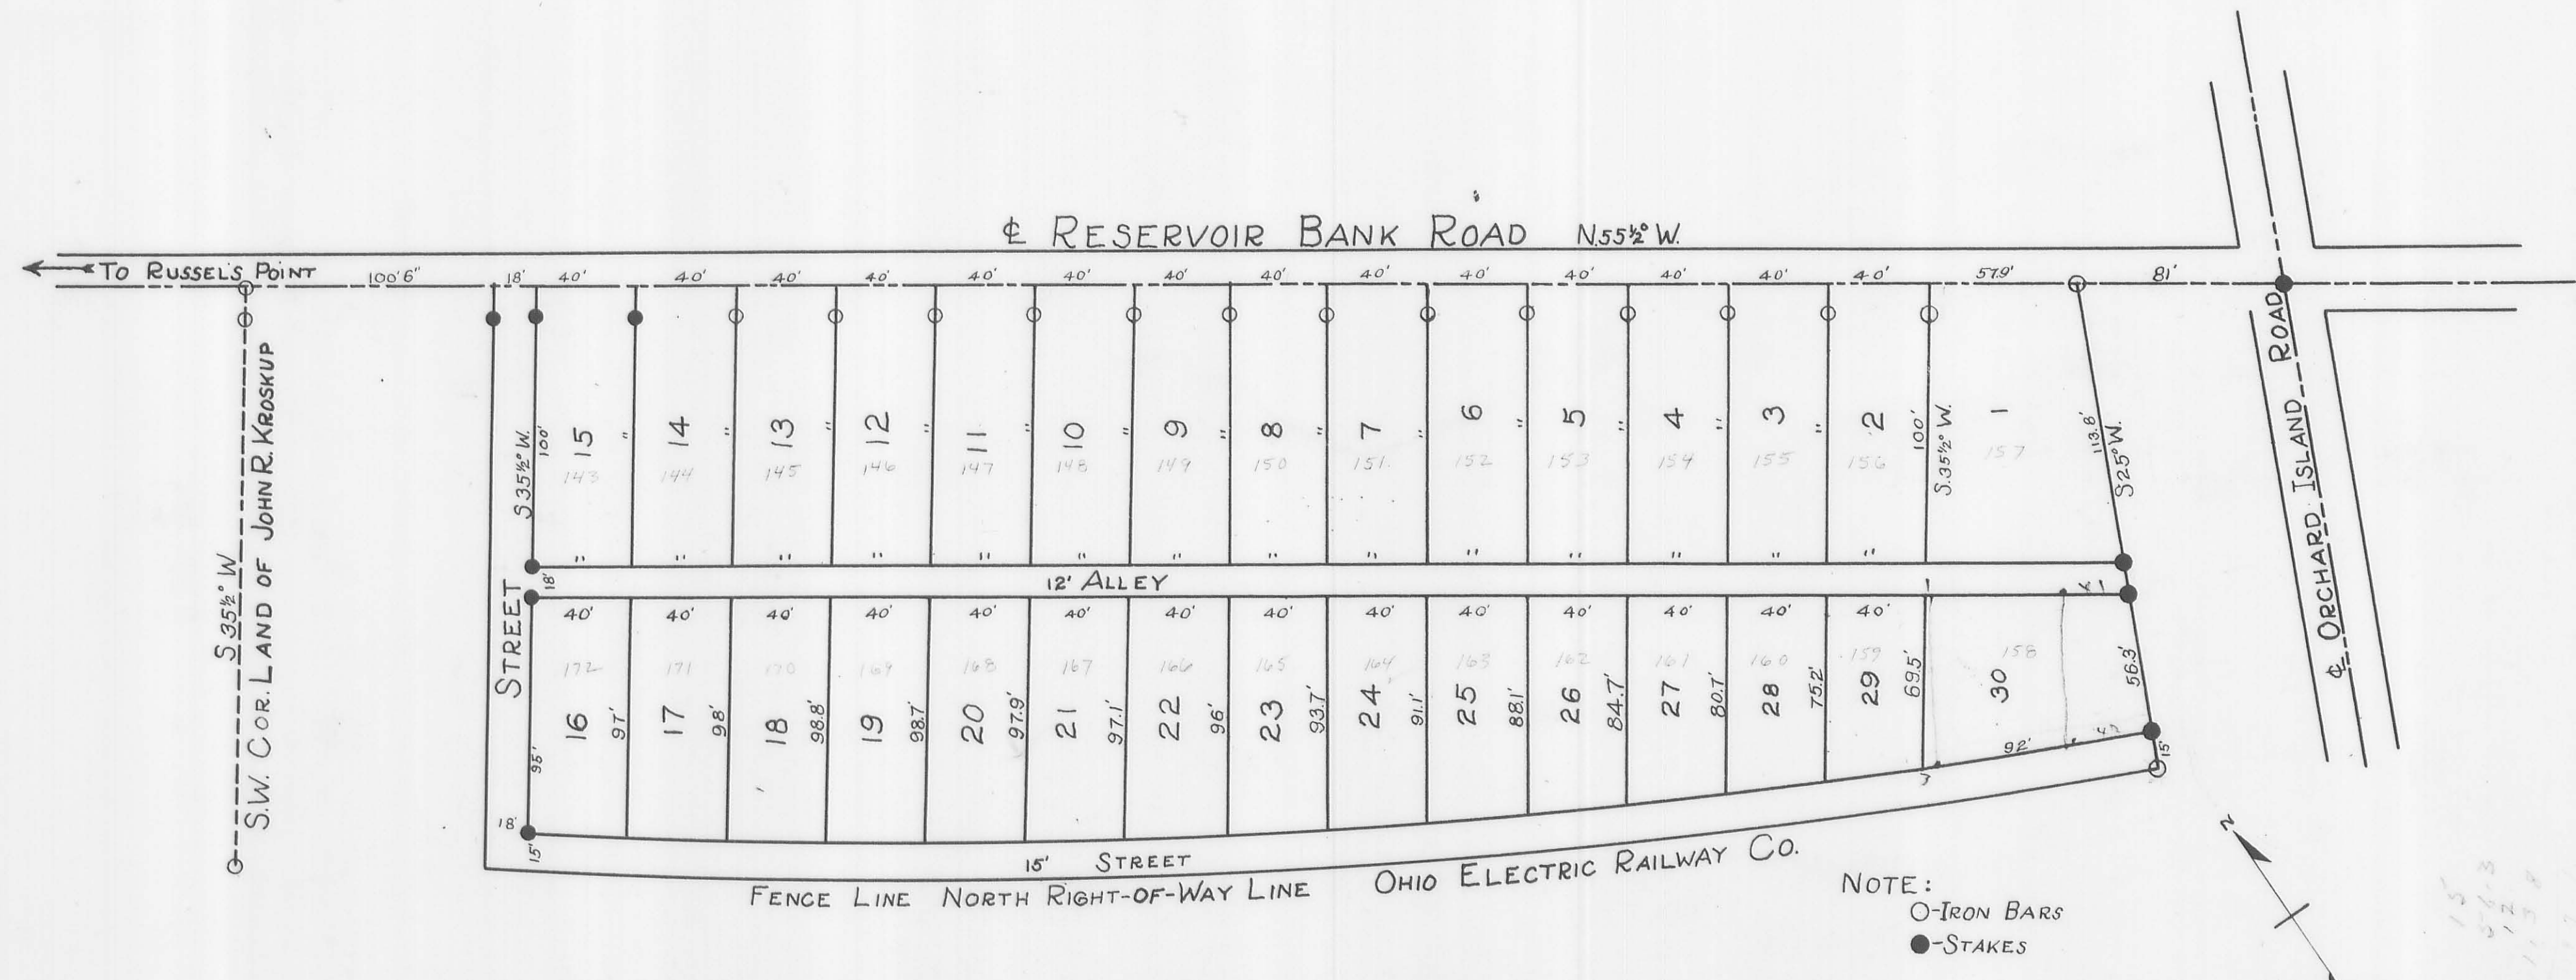 ℄ RESERVOIR BANK ROAD N.55½° W.
TO RUSSEL'S POINT 100'6" 18' 40' 40' 40' 40' 40' 40' 40' 40' 40' 40' 40' 40' 40' 40' 57.9' 81'
S 35½° W
S.W. COR. LAND OF JOHN R. KROSKUP
STREET
S 35½° W.
100'
15 " 14 " 13 " 12 " 11 " 10 " 9 " 8 " 7 " 6 " 5 " 4 " 3 " 2 100' S.35½° W. 1
143 144 145 146 147 148 149 150 151 152 153 154 155 156 157
113.8'
S 25° W.
℄ ORCHARD ISLAND ROAD
" " " " " " " " " " " " " "
18' 12' ALLEY
40' 40' 40' 40' 40' 40' 40' 40' 40' 40' 40' 40' 40' 40'
172 171 170 169 168 167 166 165 164 163 162 161 160 159 158
95' 16 97' 17 98' 18 98.8' 19 98.7' 20 97.9' 21 97.1' 22 96' 23 93.7' 24 91.1' 25 88.1' 26 84.7' 27 80.7' 28 75.2' 29 69.5' 30 56.3'
92'
15'
18'
15'
15' STREET
FENCE LINE NORTH RIGHT-OF-WAY LINE OHIO ELECTRIC RAILWAY CO.
N
NOTE:
O-IRON BARS
●-STAKES